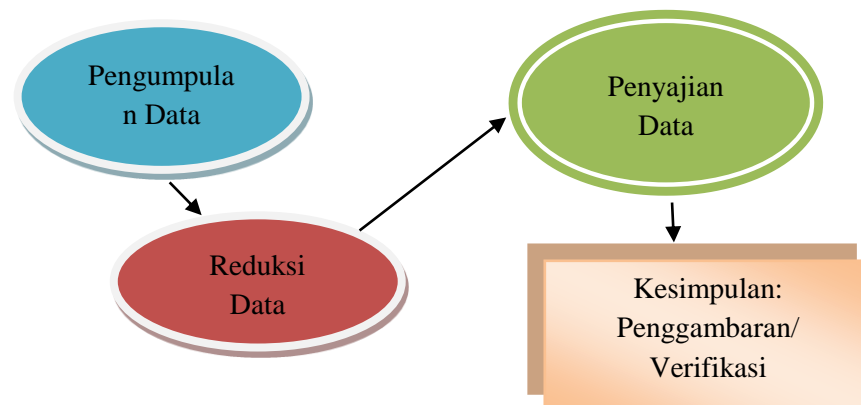 Pengumpula
n Data
Reduksi
Data
Penyajian
Data
Kesimpulan:
Penggambaran/
Verifikasi